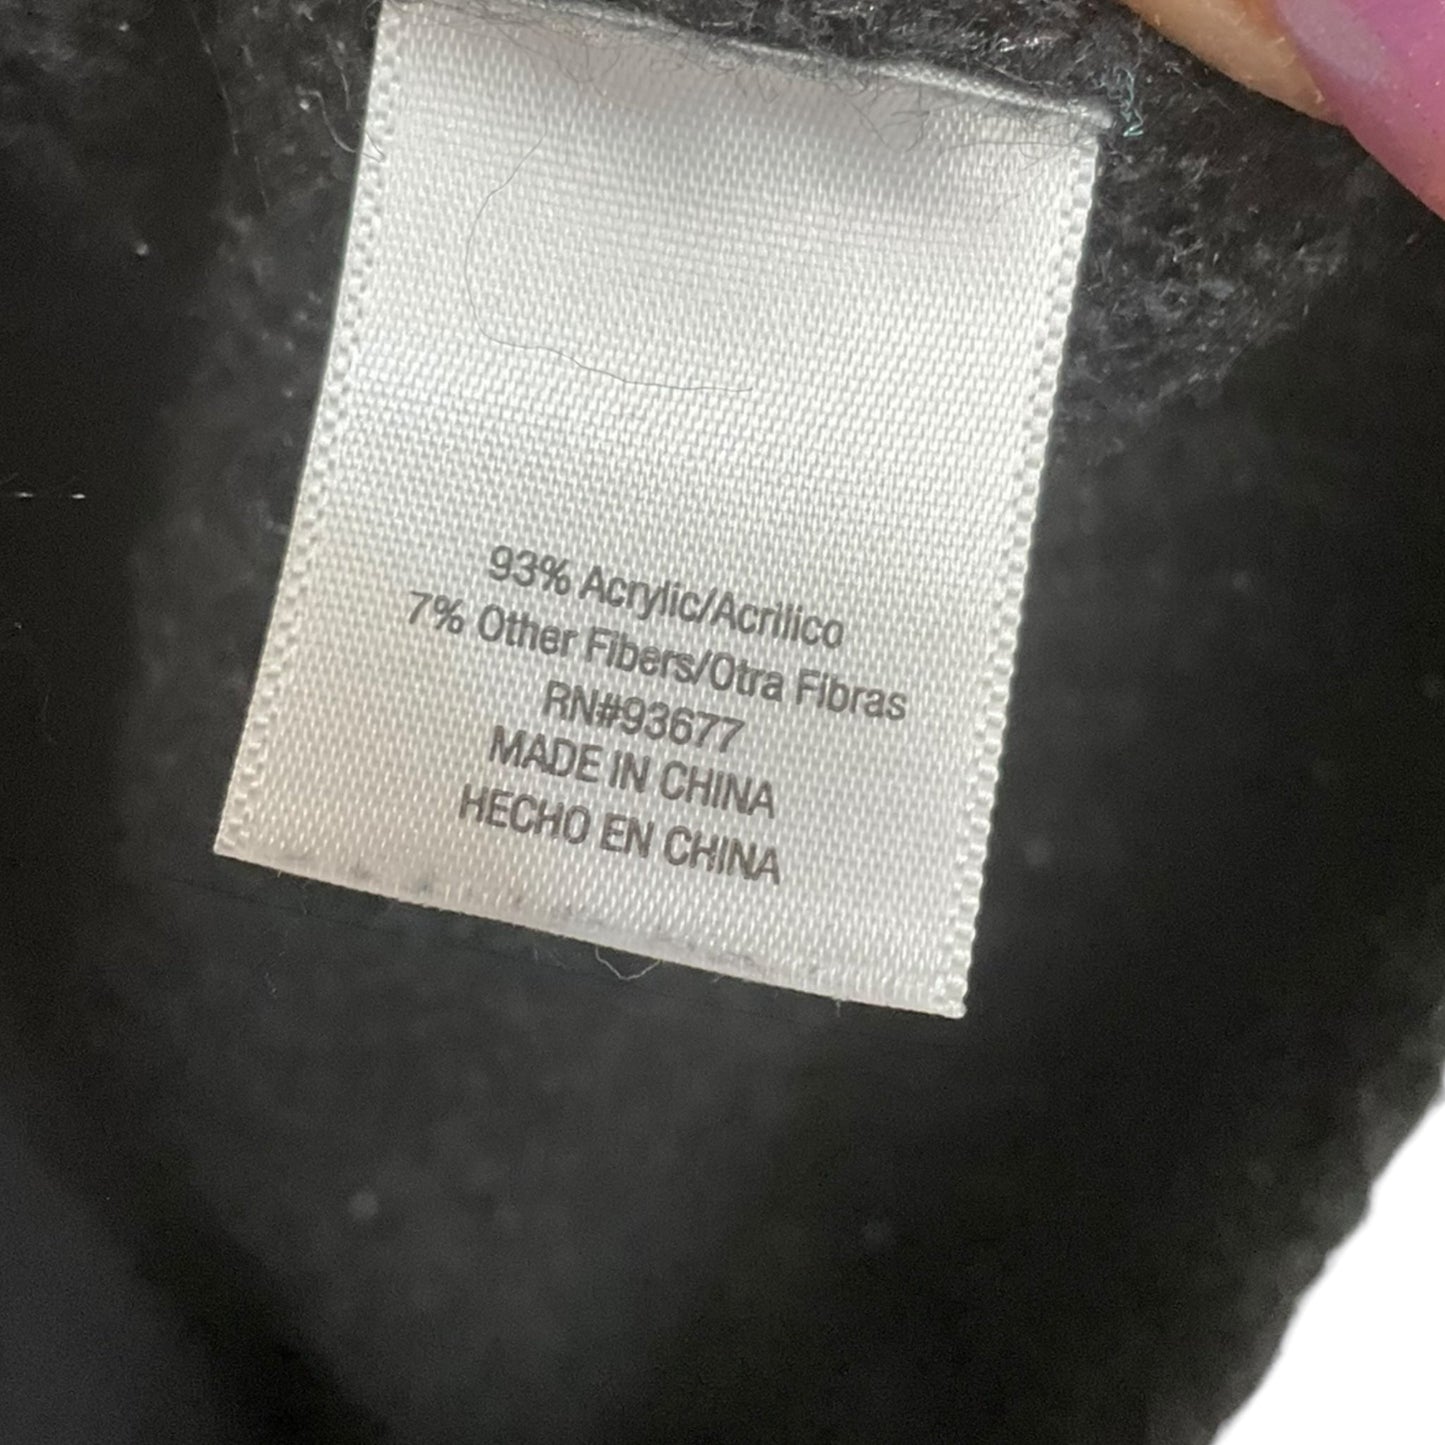 93% Acrylic/Acrilico
7% Other Fibers/Otra Fibras
RN#93677
MADE IN CHINA
HECHO EN CHINA